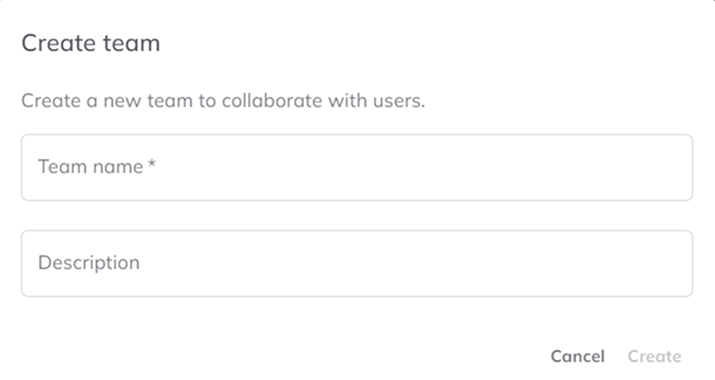 Create team
Create a new team to collaborate with users.
Team name *
Description
Cancel Create